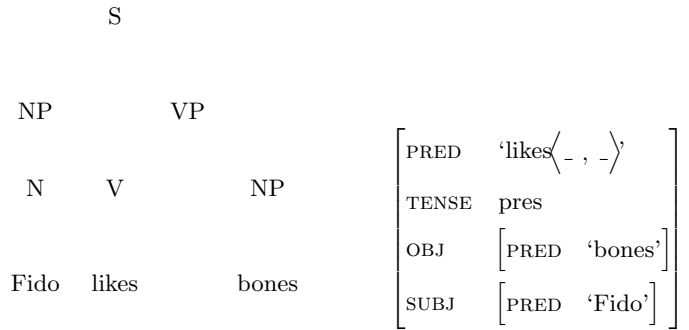 S
NP VP
N V NP
Fido likes bones
PRED ‘likes⟨ _ , _ ⟩’
TENSE pres
OBJ [PRED ‘bones’]
SUBJ [PRED ‘Fido’]